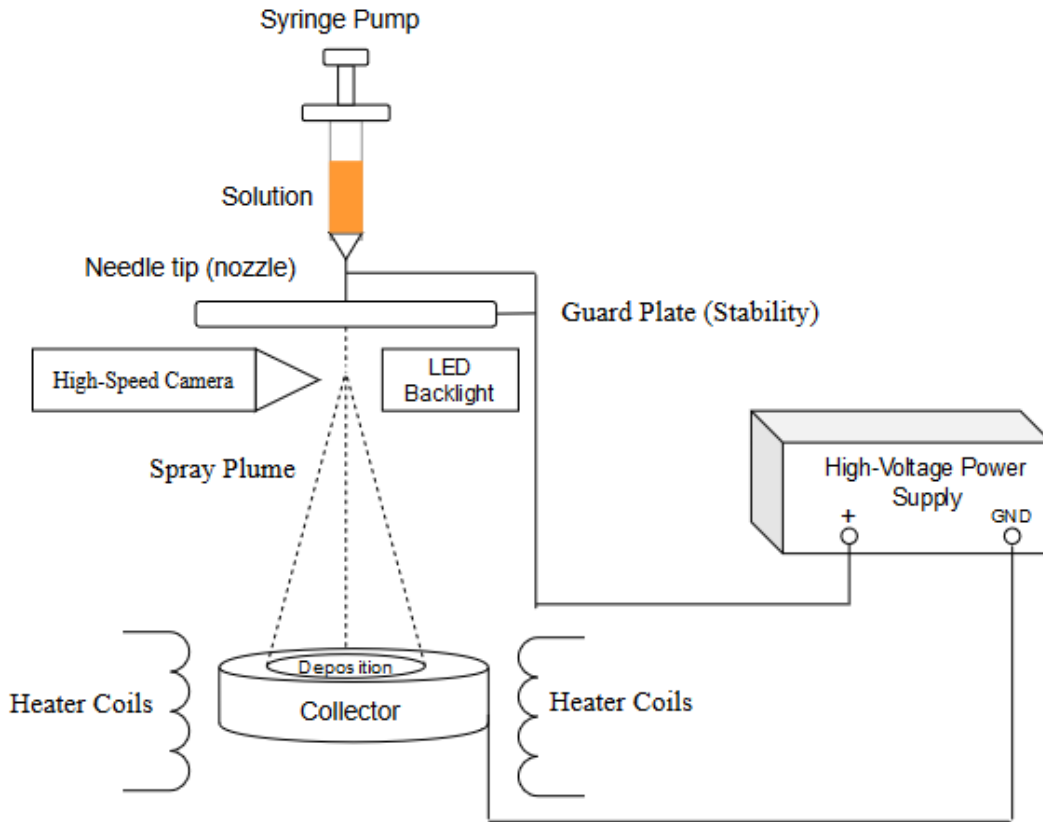 Syringe Pump
Solution
Needle tip (nozzle)
Guard Plate (Stability)
High-Speed Camera
LED
Backlight
Spray Plume
High-Voltage Power
Supply
+
GND
Deposition
Collector
Heater Coils
Heater Coils